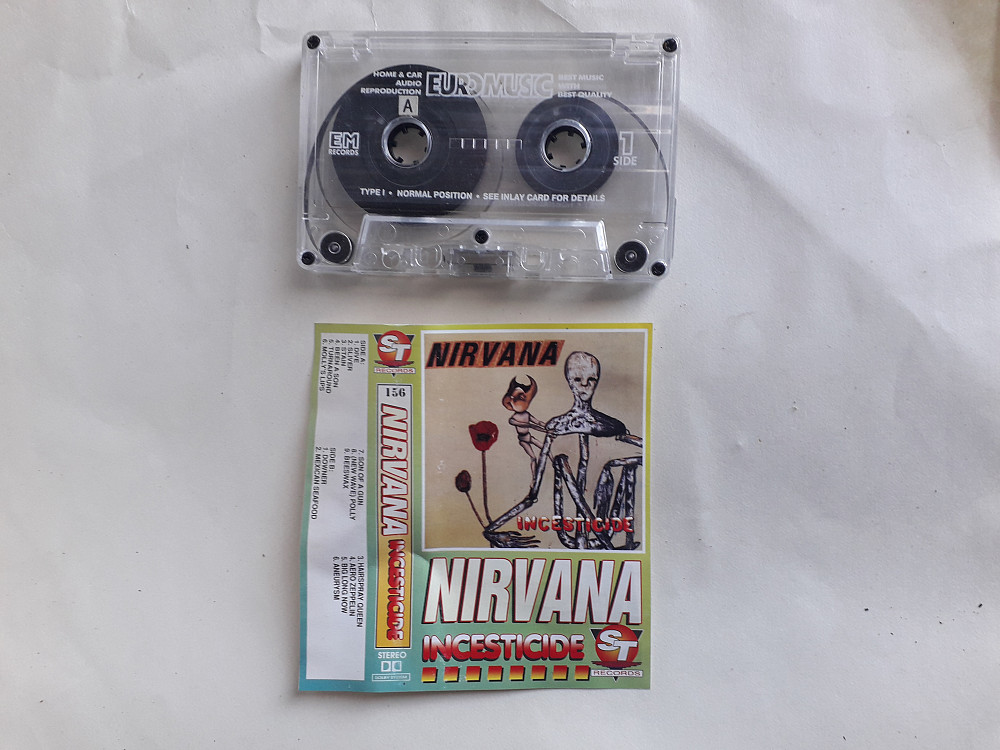 HOME & CAR
AUDIO
REPRODUCTION
EUROMUSIC
BEST MUSIC
WITH
BEST QUALITY
A
EM
RECORDS
1
SIDE
TYPE I • NORMAL POSITION • SEE INLAY CARD FOR DETAILS
SIDE A:
1. DIVE
2. SLIVER
3. STAIN
4. BEEN A SON
5. TURNAROUND
6. MOLLY'S LIPS
7. SON OF A GUN
8. (NEW WAVE) POLLY
9. BEESWAX
SIDE B:
1. DOWNER
2. MEXICAN SEAFOOD
3. HAIRSPRAY QUEEN
4. AERO ZEPPELIN
5. BIG LONG NOW
6. ANEURYSM
ST
RECORDS
156
NIRVANA INCESTICIDE
STEREO
NIRVANA
INCESTICIDE
NIRVANA
INCESTICIDE
ST
RECORDS